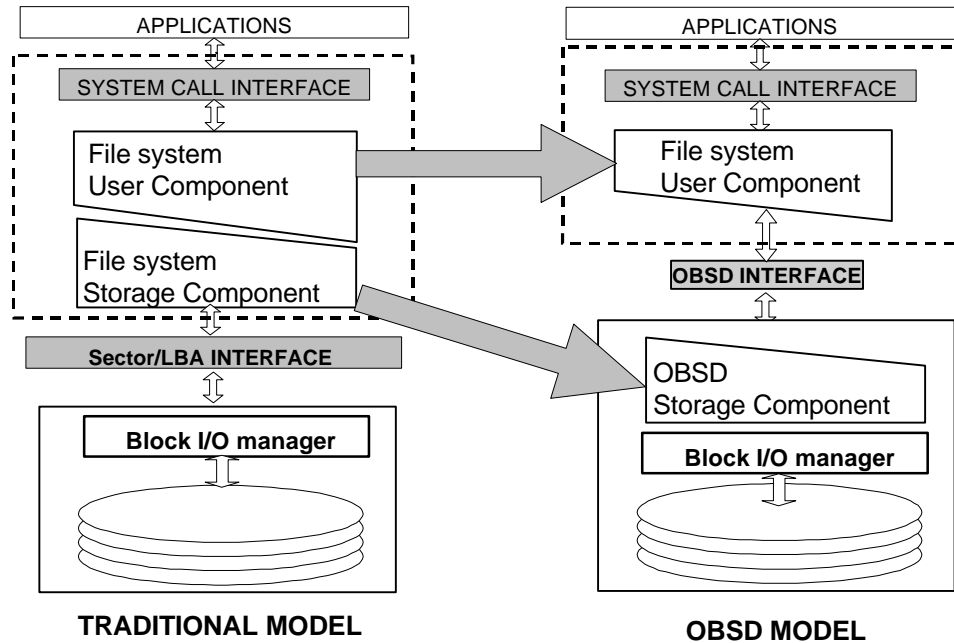 APPLICATIONS
SYSTEM CALL INTERFACE
File system
User Component
File system
Storage Component
Sector/LBA INTERFACE
Block I/O manager
TRADITIONAL MODEL
APPLICATIONS
SYSTEM CALL INTERFACE
File system
User Component
OBSD INTERFACE
OBSD
Storage Component
Block I/O manager
OBSD MODEL